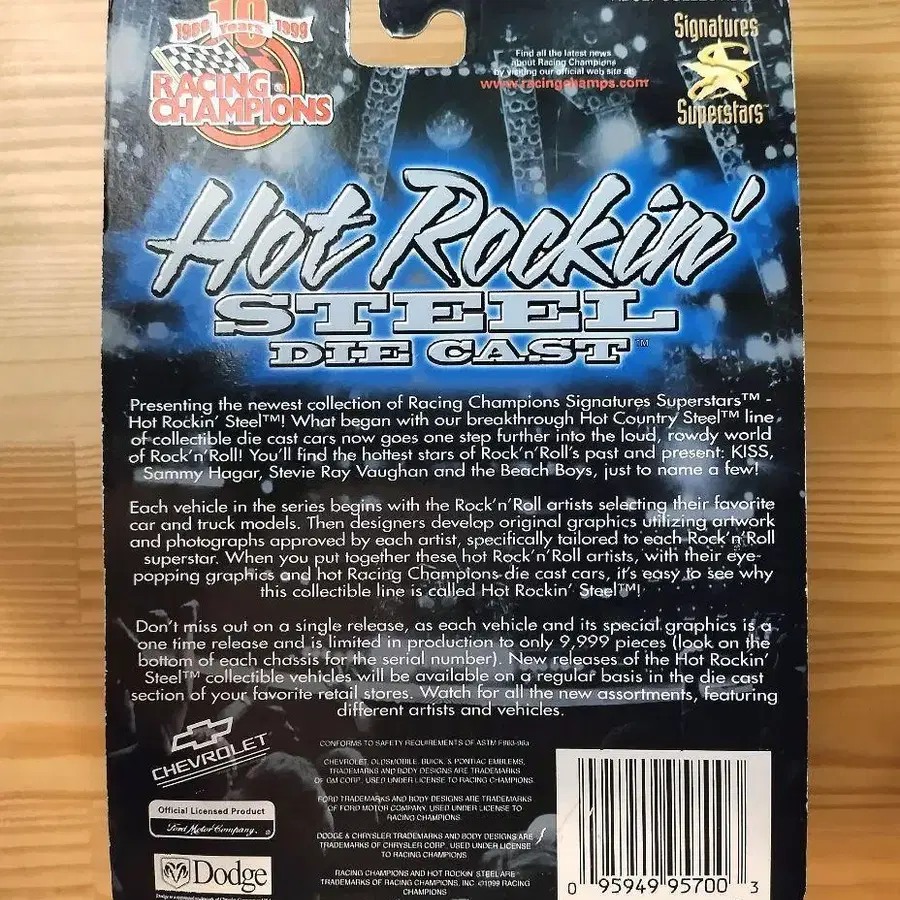 1989 10 Years 1999
RACING
CHAMPIONS
Find all the latest news
about Racing Champions
by visiting our official web site at
www.racingchamps.com
Signatures
Superstars™
Hot Rockin'
STEEL
DIE CAST™
Presenting the newest collection of Racing Champions Signatures Superstars™ -
Hot Rockin' Steel™! What began with our breakthrough Hot Country Steel™ line
of collectible die cast cars now goes one step further into the loud, rowdy world
of Rock'n'Roll! You'll find the hottest stars of Rock'n'Roll's past and present: KISS,
Sammy Hagar, Stevie Ray Vaughan and the Beach Boys, just to name a few!
Each vehicle in the series begins with the Rock'n'Roll artists selecting their favorite
car and truck models. Then designers develop original graphics utilizing artwork
and photographs approved by each artist, specifically tailored to each Rock'n'Roll
superstar. When you put together these hot Rock'n'Roll artists, with their eye-
popping graphics and hot Racing Champions die cast cars, it's easy to see why
this collectible line is called Hot Rockin' Steel™!
Don't miss out on a single release, as each vehicle and its special graphics is a
one time release and is limited in production to only 9,999 pieces (look on the
bottom of each chassis for the serial number). New releases of the Hot Rockin'
Steel™ collectible vehicles will be available on a regular basis in the die cast
section of your favorite retail stores. Watch for all the new assortments, featuring
different artists and vehicles.
CHEVROLET
Official Licensed Product
Ford Motor Company
Dodge
CONFORMS TO SAFETY REQUIREMENTS OF ASTM F963-96a
CHEVROLET, OLDSMOBILE, BUICK, & PONTIAC EMBLEMS,
TRADEMARKS AND BODY DESIGNS ARE TRADEMARKS
OF GM CORP. USED UNDER LICENSE TO RACING CHAMPIONS.
FORD TRADEMARKS AND BODY DESIGNS ARE TRADEMARKS
OF FORD MOTOR COMPANY USED UNDER LICENSE TO
RACING CHAMPIONS
DODGE & CHRYSLER TRADEMARKS AND BODY DESIGNS ARE
TRADEMARKS OF CHRYSLER CORP. USED UNDER LICENSE
TO RACING CHAMPIONS
RACING CHAMPIONS AND HOT ROCKIN' STEEL ARE
TRADEMARKS OF RACING CHAMPIONS, INC. ©1999 RACING
CHAMPIONS
0 95949 95700 3